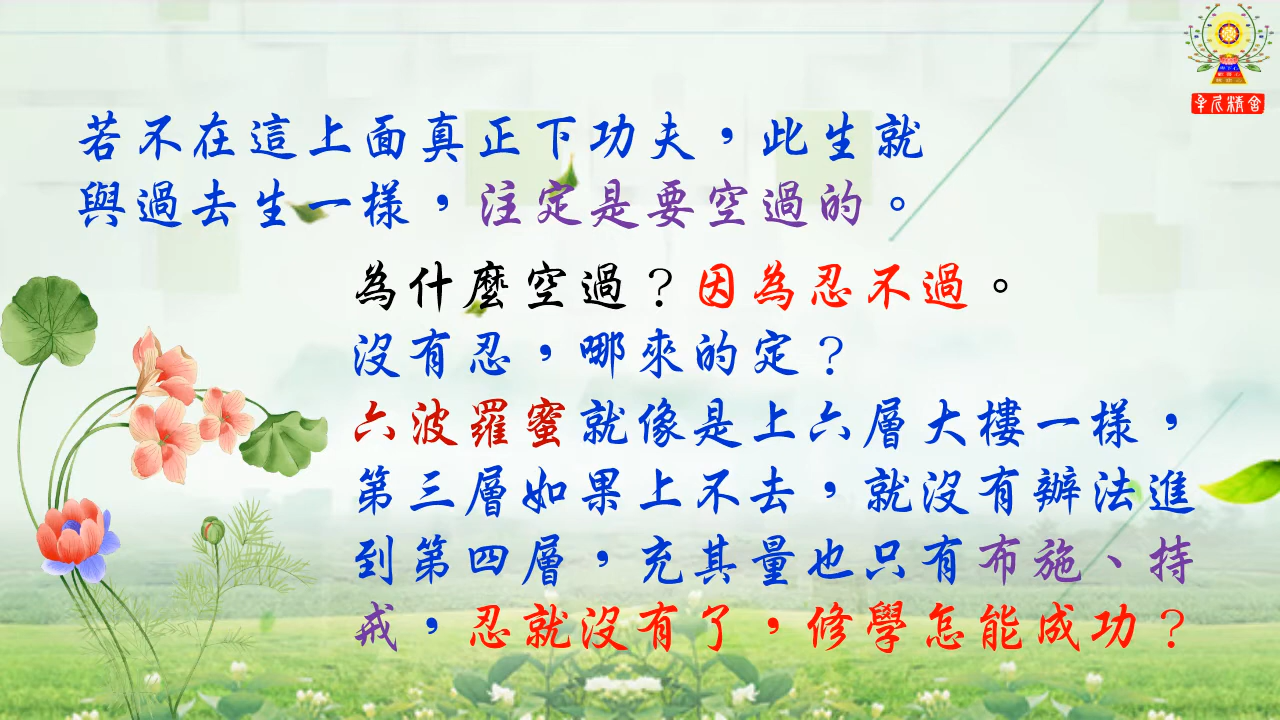 若不在這上面真正下功夫，此生就
與過去生一樣，注定是要空過的。
為什麼空過？因為忍不過。
沒有忍，哪來的定？
六波羅蜜就像是上六層大樓一樣，
第三層如果上不去，就沒有辦法進
到第四層，充其量也只有布施、持
戒，忍就沒有了，修學怎能成功？